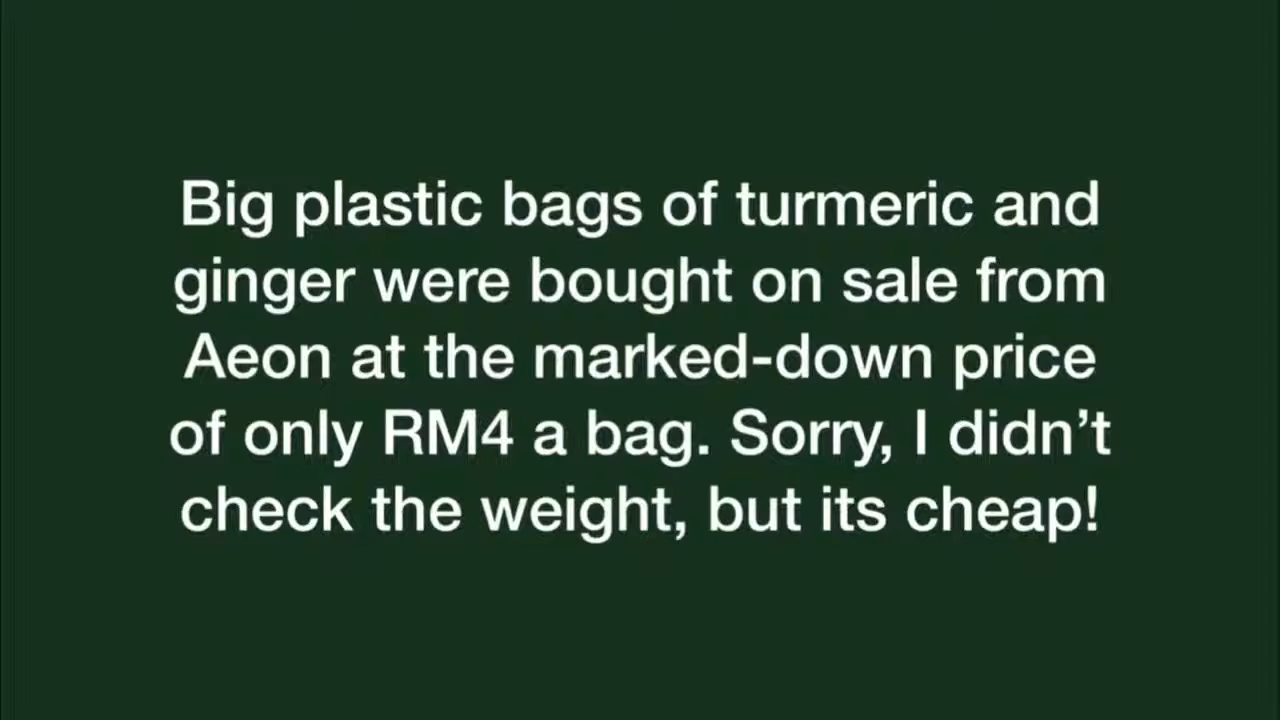 Big plastic bags of turmeric and
ginger were bought on sale from
Aeon at the marked-down price
of only RM4 a bag. Sorry, I didn’t
check the weight, but its cheap!